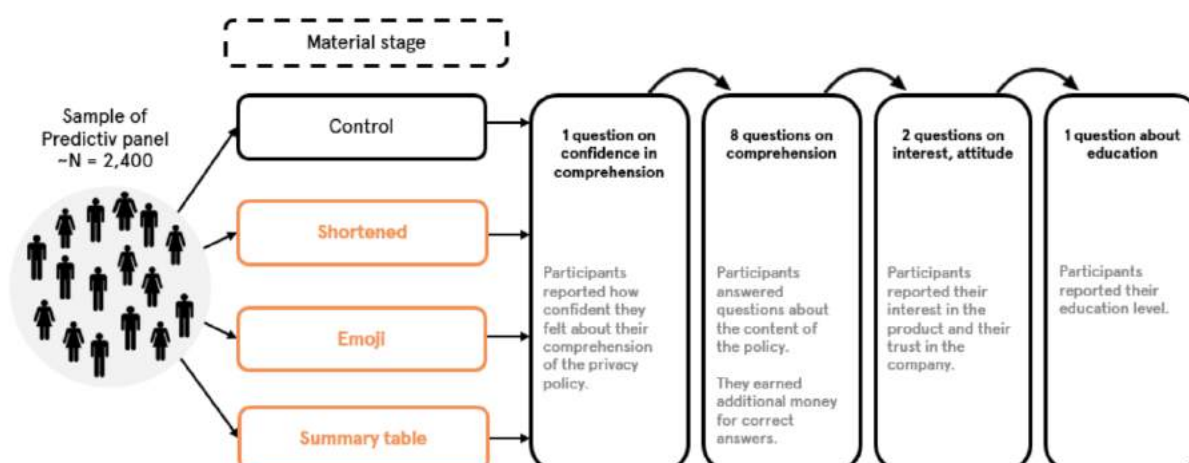 Material stage
Sample of
Predictiv panel
~N = 2,400
Control
Shortened
Emoji
Summary table
1 question on
confidence in
comprehension
Participants
reported how
confident they
felt about their
comprehension
of the privacy
policy.
8 questions on
comprehension
Participants
answered
questions about
the content of
the policy.
They earned
additional money
for correct
answers.
2 questions on
interest, attitude
Participants
reported their
interest in the
product and their
trust in the
company.
1 question about
education
Participants
reported their
education level.